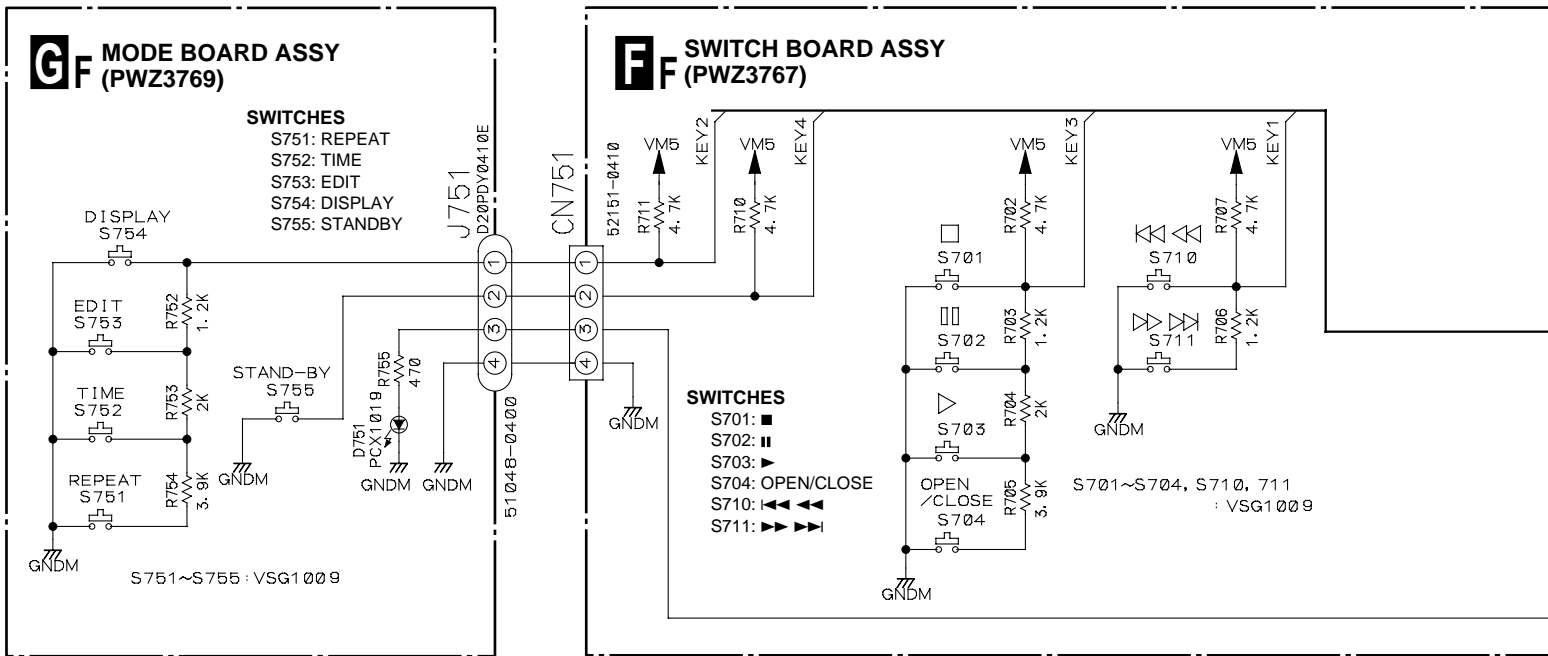 G F MODE BOARD ASSY
(PWZ3769)
SWITCHES
S751: REPEAT
S752: TIME
S753: EDIT
S754: DISPLAY
S755: STANDBY
DISPLAY
S754
EDIT
S753
TIME
S752
REPEAT
S751
GNDM
R752
1.2K
R753
2K
R754
3.9K
STAND-BY
S755
GNDM
R755
470
D751
PCX1019
GNDM
GNDM
S751~S755:VSG1009
J751
D20PDY0410E
1
2
3
4
51048-0400
F F SWITCH BOARD ASSY
(PWZ3767)
CN751
52151-0410
1
2
3
4
GNDM
VM5
R711
4.7K
KEY2
VM5
R710
4.7K
KEY4
SWITCHES
S701: ■
S702: ▮▮
S703: ►
S704: OPEN/CLOSE
S710: |◄◄ ◄◄
S711: ►► ►►|
VM5
R702
4.7K
KEY3
S701
S702
S703
OPEN
/CLOSE
S704
R703
1.2K
R704
2K
R705
3.9K
GNDM
VM5
R707
4.7K
KEY1
S710
S711
R706
1.2K
GNDM
S701~S704, S710, 711
: VSG1009